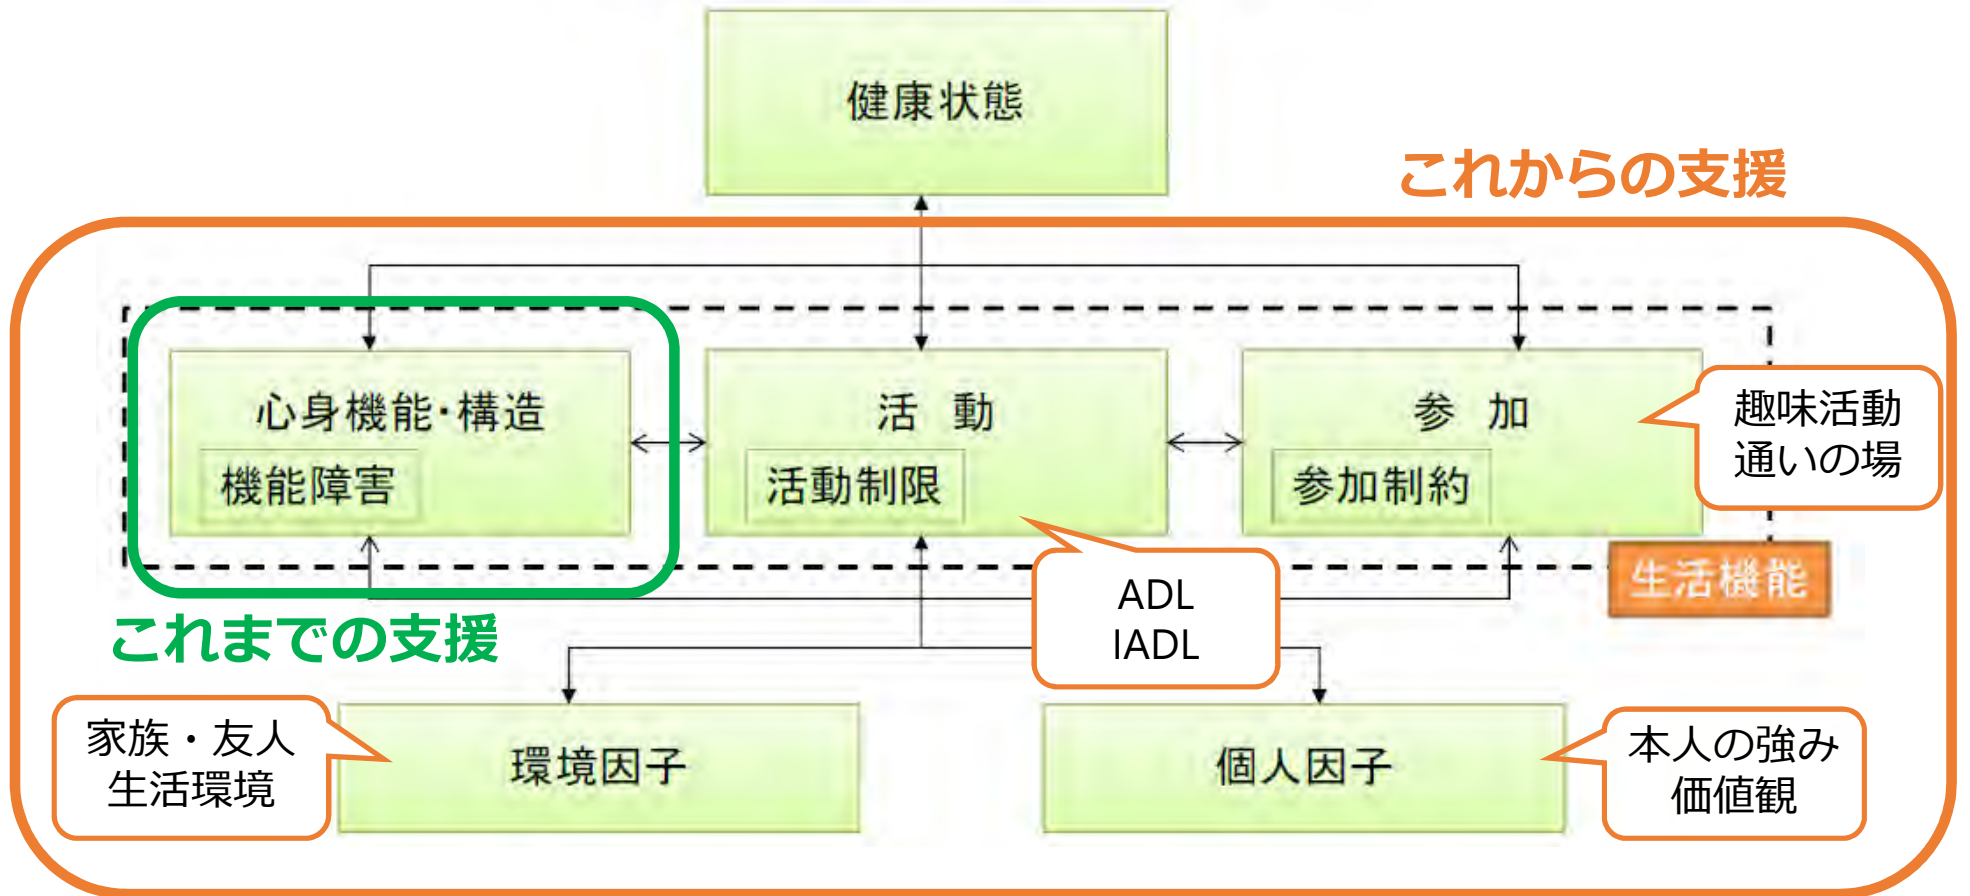 健康状態
これからの支援
心身機能・構造
機能障害
活 動
活動制限
参 加
参加制約
趣味活動
通いの場
生活機能
ADL
IADL
これまでの支援
家族・友人
生活環境
環境因子
個人因子
本人の強み
価値観